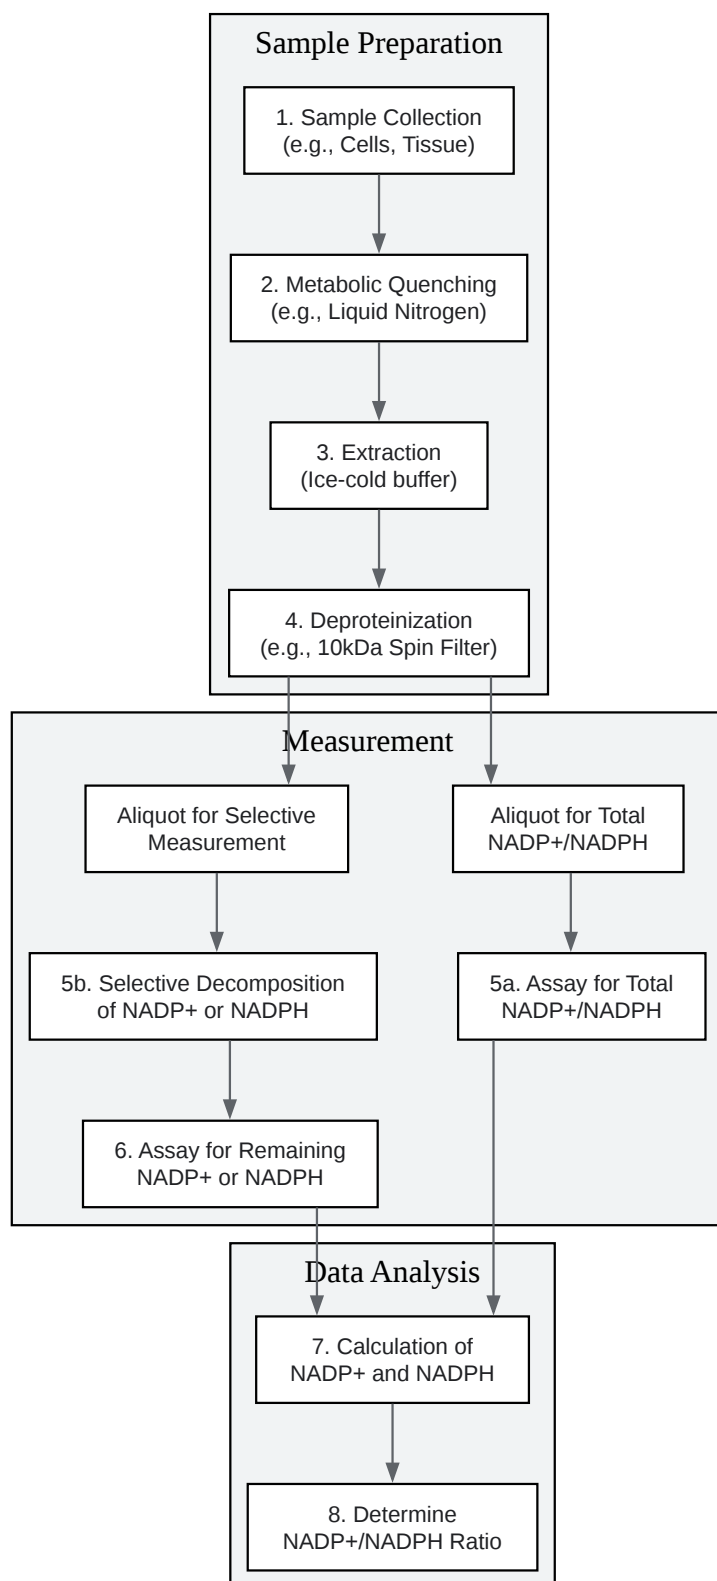 Sample Preparation
1. Sample Collection
(e.g., Cells, Tissue)
2. Metabolic Quenching
(e.g., Liquid Nitrogen)
3. Extraction
(Ice-cold buffer)
4. Deproteinization
(e.g., 10kDa Spin Filter)
Measurement
Aliquot for Selective
Measurement
Aliquot for Total
NADP+/NADPH
5b. Selective Decomposition
of NADP+ or NADPH
5a. Assay for Total
NADP+/NADPH
6. Assay for Remaining
NADP+ or NADPH
Data Analysis
7. Calculation of
NADP+ and NADPH
8. Determine
NADP+/NADPH Ratio